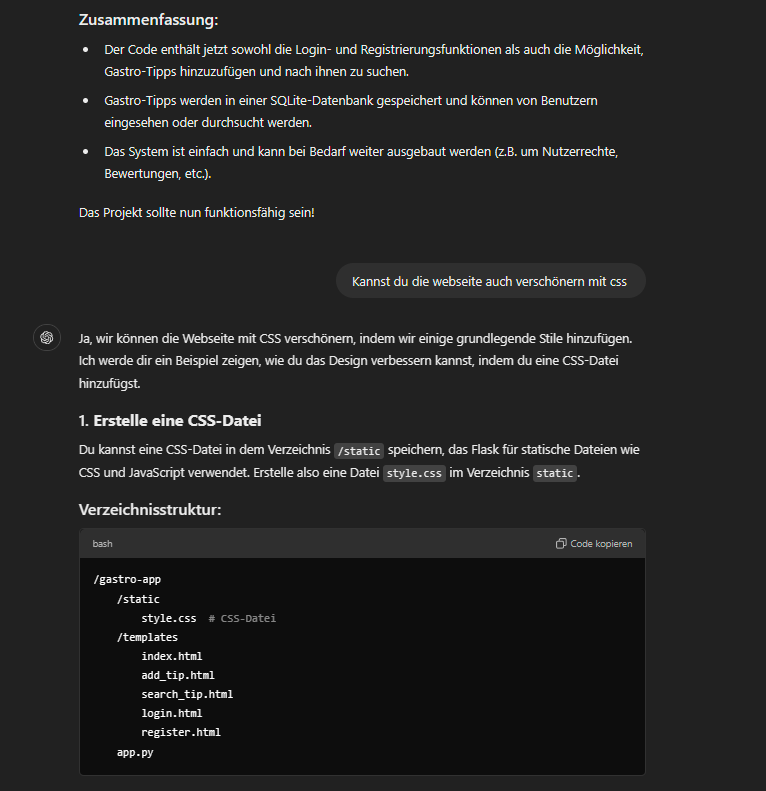 Zusammenfassung:
• Der Code enthält jetzt sowohl die Login- und Registrierungsfunktionen als auch die Möglichkeit,
Gastro-Tipps hinzuzufügen und nach ihnen zu suchen.
• Gastro-Tipps werden in einer SQLite-Datenbank gespeichert und können von Benutzern
eingesehen oder durchsucht werden.
• Das System ist einfach und kann bei Bedarf weiter ausgebaut werden (z.B. um Nutzerrechte,
Bewertungen, etc.).
Das Projekt sollte nun funktionsfähig sein!
Kannst du die webseite auch verschönern mit css
Ja, wir können die Webseite mit CSS verschönern, indem wir einige grundlegende Stile hinzufügen.
Ich werde dir ein Beispiel zeigen, wie du das Design verbessern kannst, indem du eine CSS-Datei
hinzufügst.
1. Erstelle eine CSS-Datei
Du kannst eine CSS-Datei in dem Verzeichnis /static speichern, das Flask für statische Dateien wie
CSS und JavaScript verwendet. Erstelle also eine Datei style.css im Verzeichnis static.
Verzeichnisstruktur:
bash Code kopieren
/gastro-app
    /static
        style.css  # CSS-Datei
    /templates
        index.html
        add_tip.html
        search_tip.html
        login.html
        register.html
    app.py